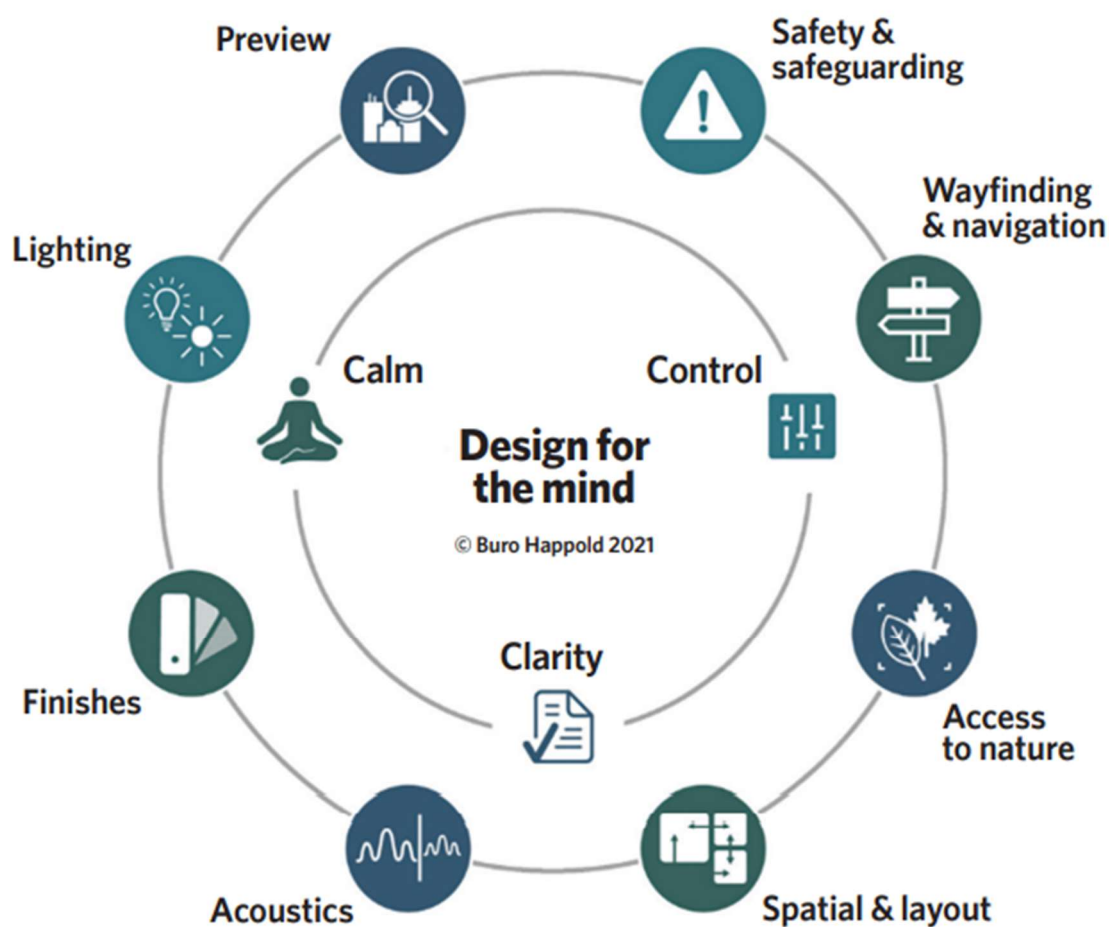 Preview
Safety &
safeguarding
Wayfinding
& navigation
Lighting
Calm
Control
Design for
the mind
© Buro Happold 2021
Clarity
Finishes
Access
to nature
Acoustics
Spatial & layout